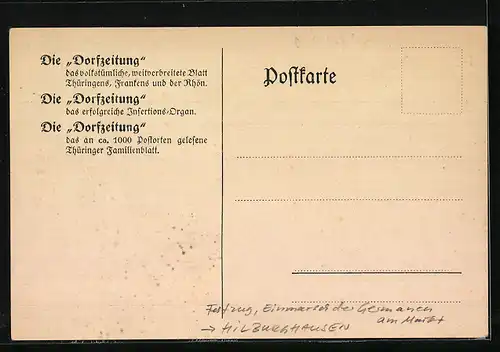 Die „Dorfzeitung“
das volkstümliche, weitverbreitete Blatt
Thüringens, Frankens und der Rhön.
Die „Dorfzeitung“
das erfolgreiche Insertions-Organ.
Die „Dorfzeitung“
das an ca. 1000 Postorten gelesene
Thüringer Familienblatt.
Postkarte
Festzug, Einmarsch der Germanen
am Markt
→ HILBURGHAUSEN